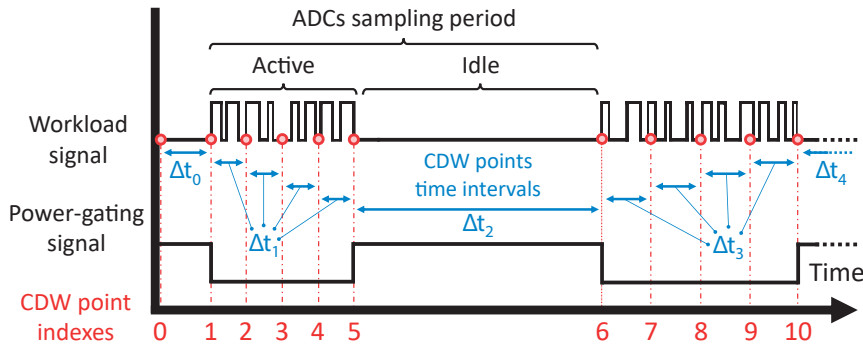 ADCs sampling period
Active
Idle
Workload
signal
Δt0
CDW points
time intervals
Δt4
Power-gating
signal
Δt1
Δt2
Δt3
Time
CDW point
indexes
0 1 2 3 4 5 6 7 8 9 10